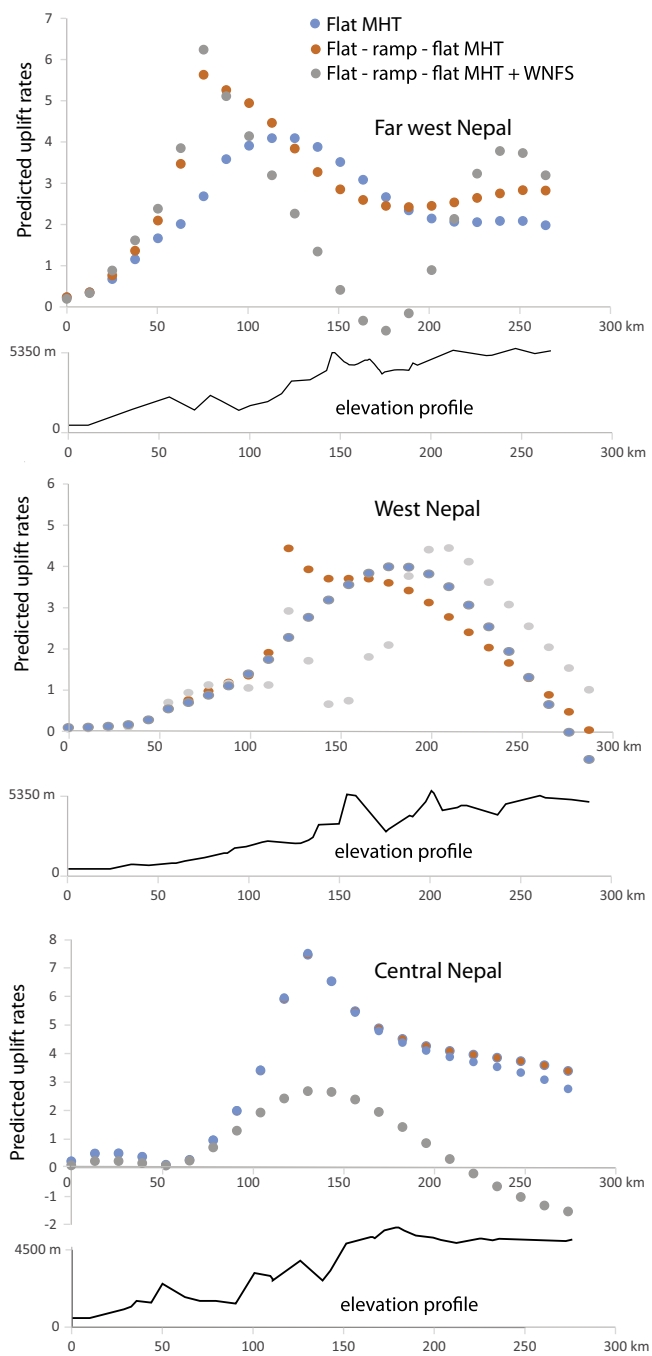 7
6
5
4
3
2
1
0
Predicted uplift rates
Flat MHT
Flat - ramp - flat MHT
Flat - ramp - flat MHT + WNFS
Far west Nepal
0 50 100 150 200 250 300 km
5350 m
0
elevation profile
0 50 100 150 200 250 300 km
6
5
4
3
2
1
0
Predicted uplift rates
West Nepal
0 50 100 150 200 250 300 km
5350 m
0
elevation profile
0 50 100 150 200 250 300 km
8
7
6
5
4
3
2
1
0
-1
-2
Predicted uplift rates
Central Nepal
0 50 100 150 200 250 300 km
4500 m
0
elevation profile
0 50 100 150 200 250 300 km